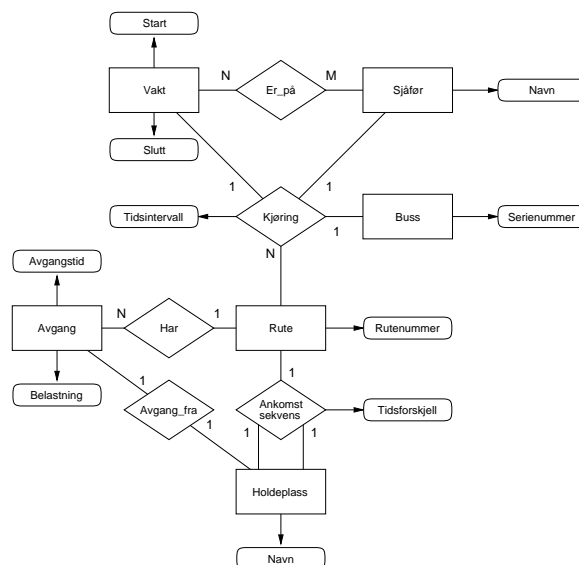 Start
Vakt
N
Er_på
M
Sjåfør
Navn
Slutt
1
1
Tidsintervall
Kjøring
1
Buss
Serienummer
N
Avgangstid
Avgang
N
Har
1
Rute
Rutenummer
1
1
Belastning
Avgang_fra
1
Ankomst
sekvens
Tidsforskjell
1
1
Holdeplass
Navn